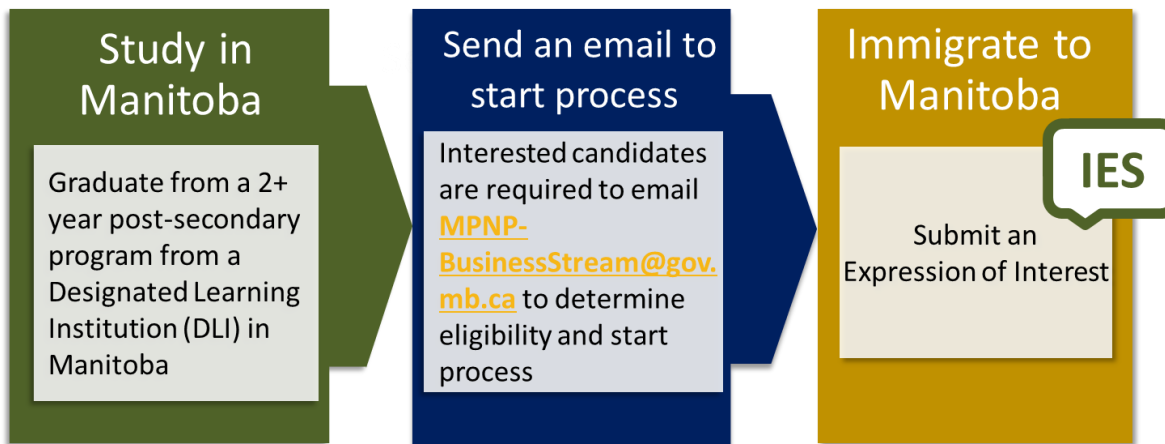 Study in
Manitoba
Graduate from a 2+
year post-secondary
program from a
Designated Learning
Institution (DLI) in
Manitoba
Send an email to
start process
Interested candidates
are required to email
MPNP-
BusinessStream@gov.
mb.ca to determine
eligibility and start
process
Immigrate to
Manitoba
IES
Submit an
Expression of Interest